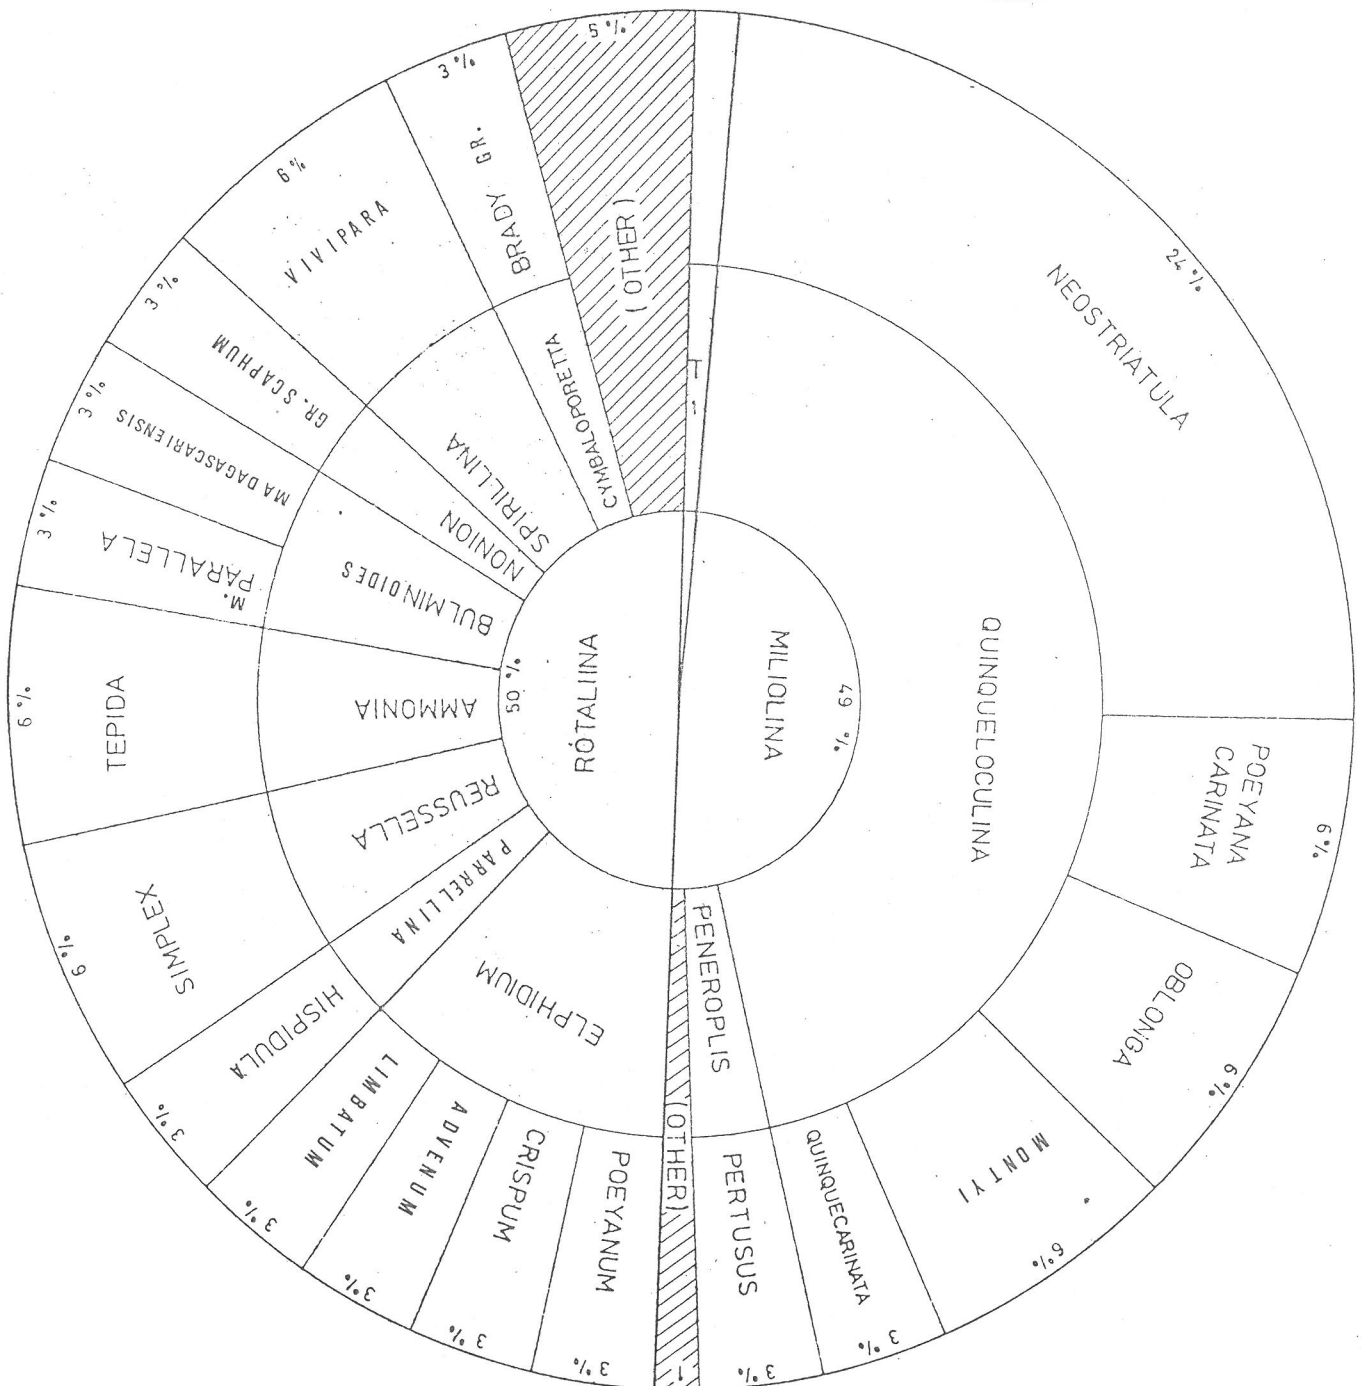 MILIOLINA
49 %
ROTALIINA
50 %
T
1
QUINQUELOCULINA
NEOSTRIATULA
24 %
POEYANA
CARINATA
6 %
OBLONGA
6 %
MONTYI
6 %
QUINQUECARINATA
3 %
PENEROPLIS
PERTUSUS
3 %
(OTHER)
1
ELPHIDIUM
POEYANUM
3 %
CRISPUM
3 %
ADVENUM
3 %
LIMBATUM
3 %
PARRELLINA
HISPIDULA
3 %
REUSSELLA
SIMPLEX
6 %
AMMONIA
TEPIDA
6 %
BULMINOIDES
M.
PARALLELA
3 %
MADAGASCARIENSIS
3 %
NONION
GR. SCAPHUM
3 %
SPIRILLINA
VIVIPARA
6 %
CYMBALOPORETTA
BRADY GR.
3 %
(OTHER)
5 %